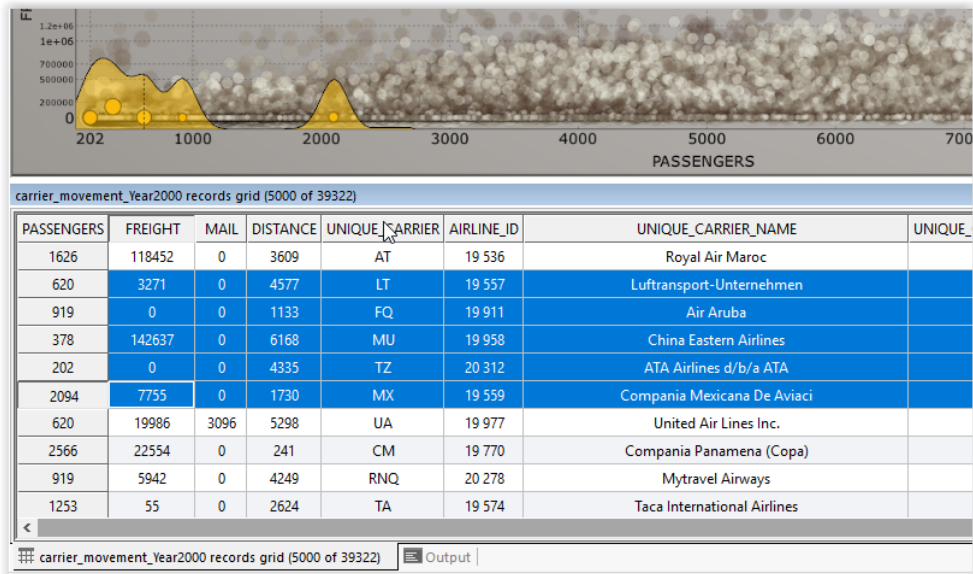 FR
1.2e+06
1e+06
700000
500000
200000
0
202 1000 2000 3000 4000 5000 6000 700
PASSENGERS
carrier_movement_Year2000 records grid (5000 of 39322)
PASSENGERS FREIGHT MAIL DISTANCE UNIQUE_CARRIER AIRLINE_ID UNIQUE_CARRIER_NAME UNIQUE_
1626 118452 0 3609 AT 19 536 Royal Air Maroc
620 3271 0 4577 LT 19 557 Luftransport-Unternehmen
919 0 0 1133 FQ 19 911 Air Aruba
378 142637 0 6168 MU 19 958 China Eastern Airlines
202 0 0 4335 TZ 20 312 ATA Airlines d/b/a ATA
2094 7755 0 1730 MX 19 559 Compania Mexicana De Aviaci
620 19986 3096 5298 UA 19 977 United Air Lines Inc.
2566 22554 0 241 CM 19 770 Compania Panamena (Copa)
919 5942 0 4249 RNQ 20 278 Mytravel Airways
1253 55 0 2624 TA 19 574 Taca International Airlines
carrier_movement_Year2000 records grid (5000 of 39322) Output